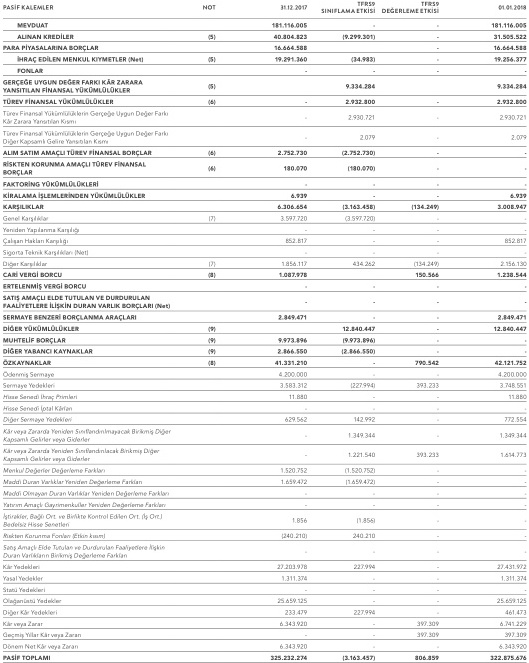 PASİF KALEMLER NOT 31.12.2017 TFRS9 SINIFLAMA ETKİSİ TFRS9 DEĞERLEME ETKİSİ 01.01.2018
MEVDUAT 181.116.005 - - 181.116.005
ALINAN KREDİLER (5) 40.804.823 (9.299.301) - 31.505.522
PARA PİYASALARINA BORÇLAR 16.664.588 - 16.664.588
İHRAÇ EDİLEN MENKUL KIYMETLER (Net) (5) 19.291.360 (34.983) - 19.256.377
FONLAR - - - -
GERÇEĞE UYGUN DEĞER FARKI KÂR ZARARA
YANSITILAN FİNANSAL YÜKÜMLÜLÜKLER (5) 9.334.284 - 9.334.284
TÜREV FİNANSAL YÜKÜMLÜLÜKLER (6) - 2.932.800 - 2.932.800
Türev Finansal Yükümlülüklerin Gerçeğe Uygun Değer Farkı
Kâr Zarara Yansıtılan Kısmı - 2.930.721 - 2.930.721
Türev Finansal Yükümlülüklerin Gerçeğe Uygun Değer Farkı
Diğer Kapsamlı Gelire Yansıtılan Kısmı - 2.079 - 2.079
ALIM SATIM AMAÇLI TÜREV FİNANSAL BORÇLAR (6) 2.752.730 (2.752.730) - -
RİSKTEN KORUNMA AMAÇLI TÜREV FİNANSAL
BORÇLAR (6) 180.070 (180.070) - -
FAKTORİNG YÜKÜMLÜLÜKLERİ - - - -
KİRALAMA İŞLEMLERİNDEN YÜKÜMLÜLÜKLER 6.939 - - 6.939
KARŞILIKLAR 6.306.654 (3.163.458) (134.249) 3.008.947
Genel Karşılıklar (7) 3.597.720 (3.597.720) - -
Yeniden Yapılanma Karşılığı - - - -
Çalışan Hakları Karşılığı 852.817 - - 852.817
Sigorta Teknik Karşılıkları (Net) - - - -
Diğer Karşılıklar (7) 1.856.117 434.262 (134.249) 2.156.130
CARİ VERGİ BORCU (8) 1.087.978 150.566 1.238.544
ERTELENMİŞ VERGİ BORCU - - - -
SATIŞ AMAÇLI ELDE TUTULAN VE DURDURULAN
FAALİYETLERE İLİŞKİN DURAN VARLIK BORÇLARI (Net) - - - -
SERMAYE BENZERİ BORÇLANMA ARAÇLARI 2.849.471 - - 2.849.471
DİĞER YÜKÜMLÜLÜKLER (9) 12.840.447 - 12.840.447
MUHTELİF BORÇLAR (9) 9.973.896 (9.973.896) - -
DİĞER YABANCI KAYNAKLAR (9) 2.866.550 (2.866.550) - -
ÖZKAYNAKLAR (8) 41.331.210 - 790.542 42.121.752
Ödenmiş Sermaye 4.200.000 - - 4.200.000
Sermaye Yedekleri 3.583.312 (227.994) 393.233 3.748.551
Hisse Senedi İhraç Primleri 11.880 - - 11.880
Hisse Senedi İptal Kârları - - - -
Diğer Sermaye Yedekleri 629.562 142.992 - 772.554
Kâr veya Zararda Yeniden Sınıflandırılmayacak Birikmiş Diğer
Kapsamlı Gelirler veya Giderler - 1.349.344 - 1.349.344
Kâr veya Zararda Yeniden Sınıflandırılacak Birikmiş Diğer
Kapsamlı Gelirler veya Giderler - 1.221.540 393.233 1.614.773
Menkul Değerler Değerleme Farkları 1.520.752 (1.520.752) - -
Maddi Duran Varlıklar Yeniden Değerleme Farkları 1.659.472 (1.659.472) - -
Maddi Olmayan Duran Varlıklar Yeniden Değerleme Farkları - - - -
Yatırım Amaçlı Gayrimenkuller Yeniden Değerleme Farkları - - - -
İştirakler, Bağlı Ort. ve Birlikte Kontrol Edilen Ort. (İş Ort.)
Bedelsiz Hisse Senetleri 1.856 (1.856) - -
Riskten Korunma Fonları (Etkin kısım) (240.210) 240.210 - -
Satış Amaçlı Elde Tutulan ve Durdurulan Faaliyetlere İlişkin
Duran Varlıkların Birikmiş Değerleme Farkları - - - -
Kâr Yedekleri 27.203.978 227.994 - 27.431.972
Yasal Yedekler 1.311.374 - - 1.311.374
Statü Yedekleri - - - -
Olağanüstü Yedekler 25.659.125 - - 25.659.125
Diğer Kâr Yedekleri 233.479 227.994 - 461.473
Kâr veya Zarar 6.343.920 - 397.309 6.741.229
Geçmiş Yıllar Kâr veya Zararı - - 397.309 397.309
Dönem Net Kâr veya Zararı 6.343.920 - - 6.343.920
PASİF TOPLAMI 325.232.274 (3.163.457) 806.859 322.875.676